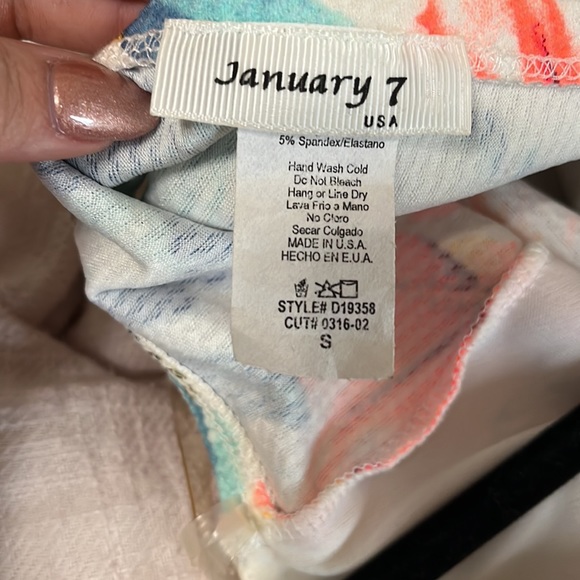 January 7
USA
5% Spandex/Elastano
Hand Wash Cold
Do Not Bleach
Hang or Line Dry
Lava Frio a Mano
No Cloro
Secar Colgado
MADE IN U.S.A.
HECHO EN E.U.A.
STYLE# D19358
CUT# 0316-02
S